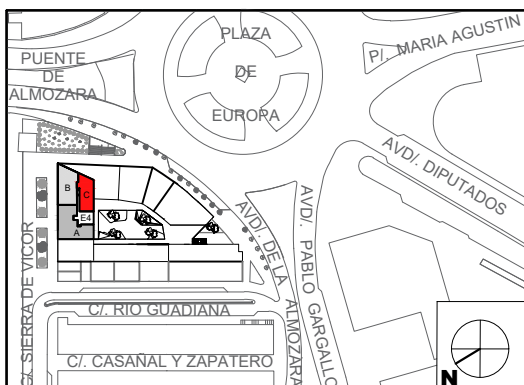 PLAZA
DE
EUROPA
P/. MARIA AGUSTIN
PUENTE
DE
ALMOZARA
AVD/. DIPUTADOS
B
C
E4
A
AVD/. DE LA ALMOZARA
AVD/. PABLO GARGALLO
C/. SIERRA DE VICOR
C/. RIO GUADIANA
C/. CASAÑAL Y ZAPATERO
N